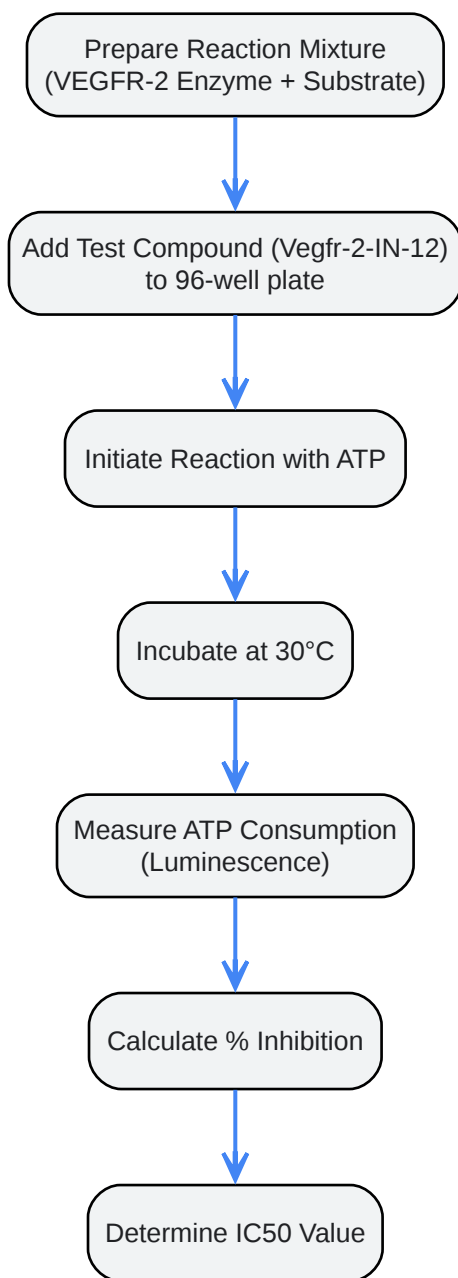 Prepare Reaction Mixture
(VEGFR-2 Enzyme + Substrate)
Add Test Compound (Vegfr-2-IN-12)
to 96-well plate
Initiate Reaction with ATP
Incubate at 30°C
Measure ATP Consumption
(Luminescence)
Calculate % Inhibition
Determine IC50 Value